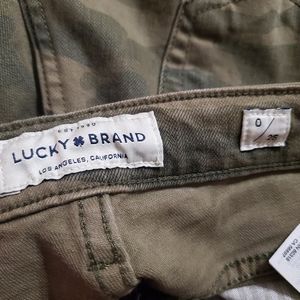 EST 1990
LUCKY BRAND
LOS ANGELES, CALIFORNIA
0/25